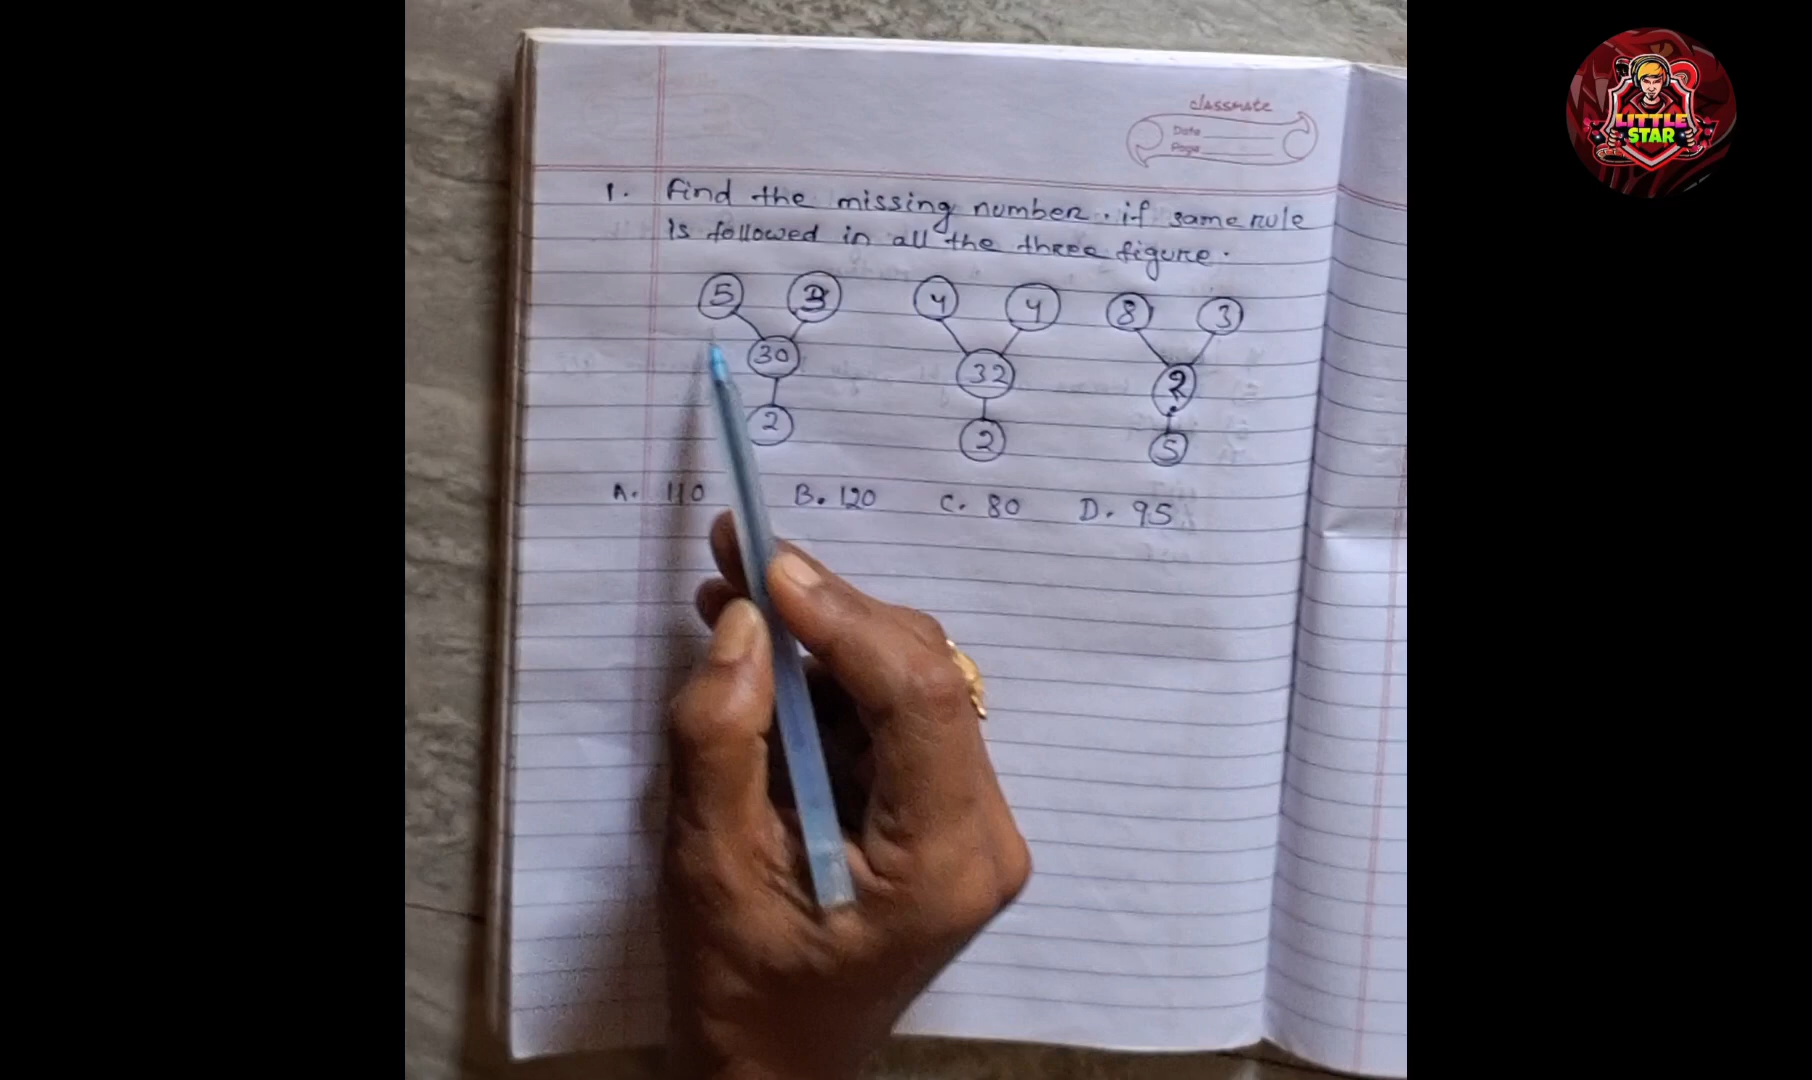 classmate
Date
Page
LITTLE
STAR
1. Find the missing number. if same rule
is followed in all the three figure.
5 3 4 4 8 3
30 32 ?
2 2 5
A. 110 B. 120 C. 80 D. 95